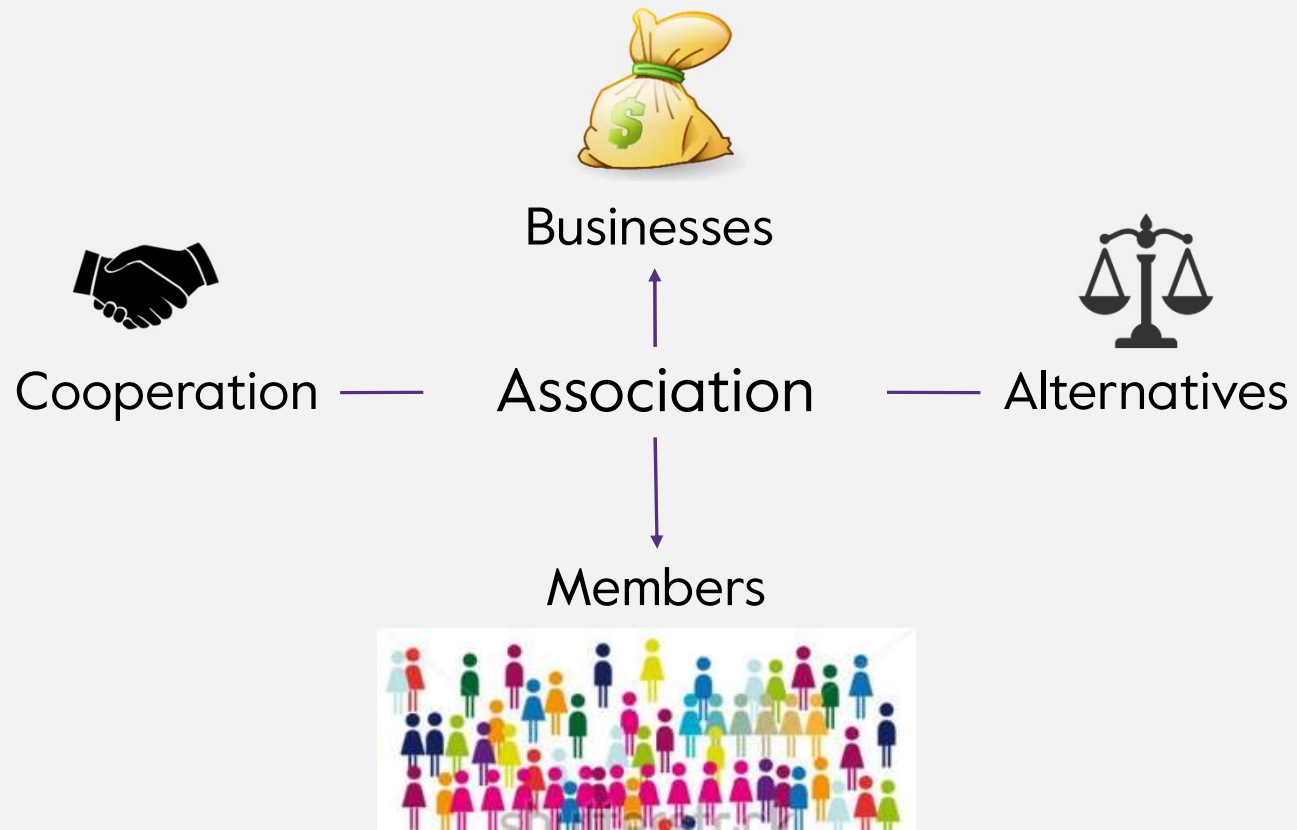 $
Businesses
Cooperation
Association
Alternatives
Members